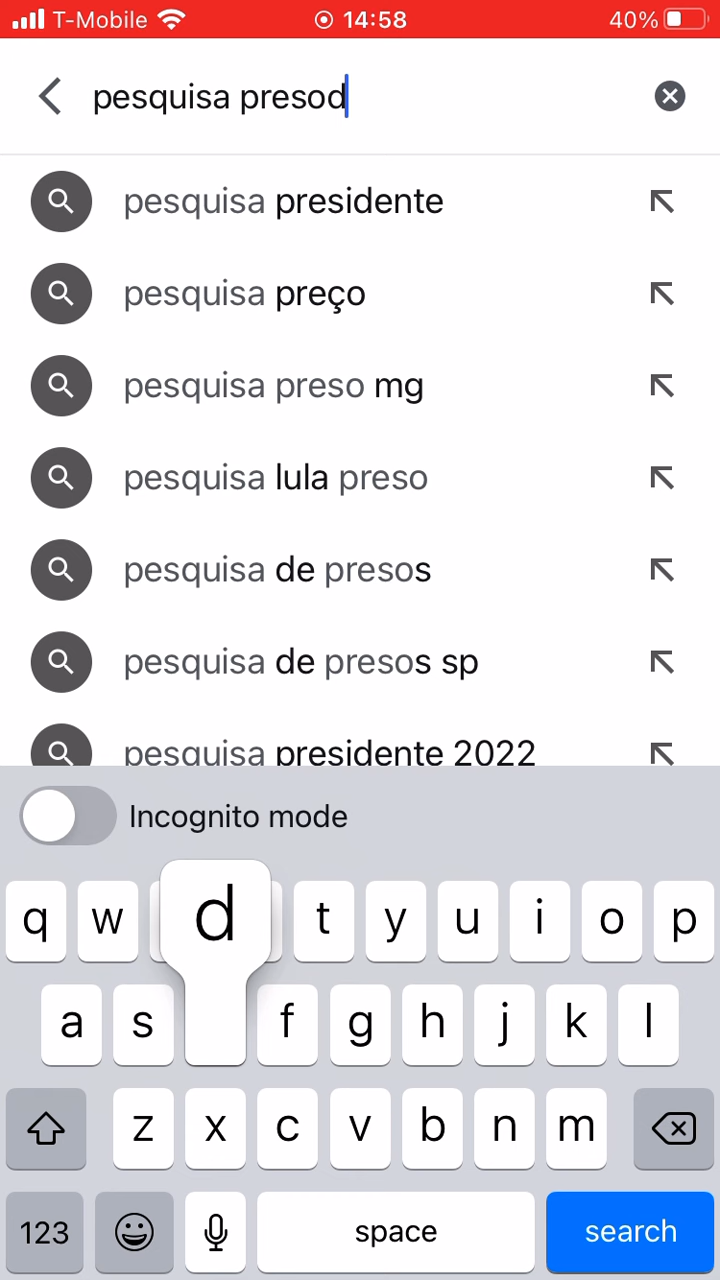 T-Mobile 14:58 40%
pesquisa presod
pesquisa presidente
pesquisa preço
pesquisa preso mg
pesquisa lula preso
pesquisa de presos
pesquisa de presos sp
pesquisa presidente 2022
Incognito mode
q w d t y u i o p
a s f g h j k l
z x c v b n m
123 space search